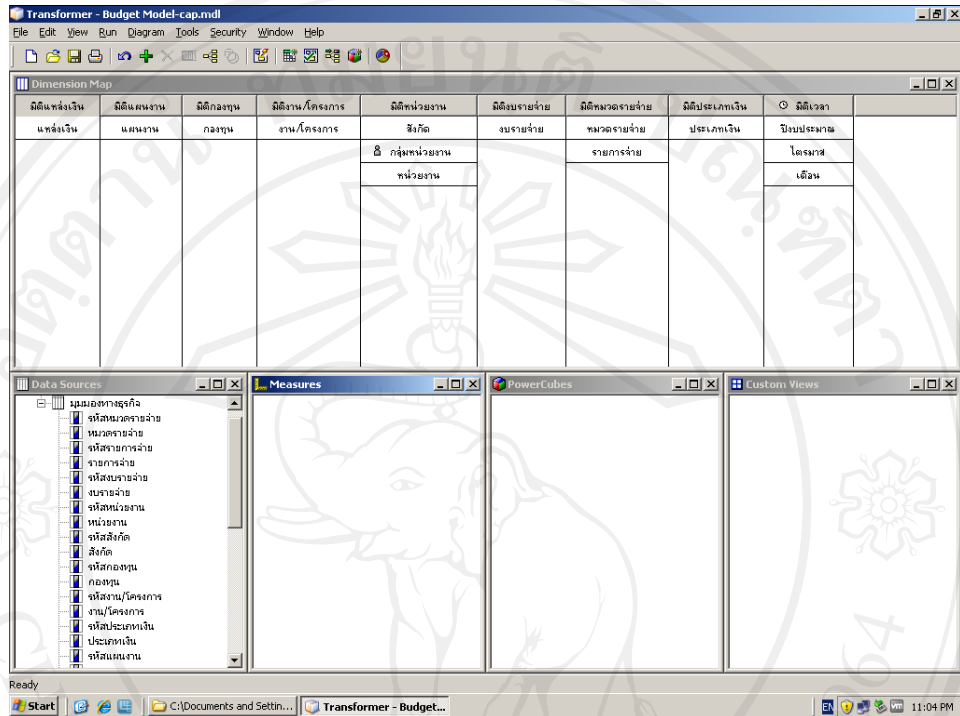 Transformer - Budget Model-cap.mdl
File Edit View Run Diagram Tools Security Window Help
Dimension Map
มิติแหล่งเงิน มิติแผนงาน มิติกองทุน มิติงาน/โครงการ มิติหน่วยงาน มิติงบรายจ่าย มิติหมวดรายจ่าย มิติประเภทเงิน มิติเวลา
แหล่งเงิน แผนงาน กองทุน งาน/โครงการ สังกัด งบรายจ่าย หมวดรายจ่าย ประเภทเงิน ปีงบประมาณ
กลุ่มหน่วยงาน รายการจ่าย ไตรมาส
หน่วยงาน เดือน
Data Sources Measures PowerCubes Custom Views
มุมมองทางธุรกิจ
รหัสหมวดรายจ่าย
หมวดรายจ่าย
รหัสรายการจ่าย
รายการจ่าย
รหัสงบรายจ่าย
งบรายจ่าย
รหัสหน่วยงาน
หน่วยงาน
รหัสสังกัด
สังกัด
รหัสกองทุน
กองทุน
รหัสงาน/โครงการ
งาน/โครงการ
รหัสประเภทเงิน
ประเภทเงิน
รหัสแผนงาน
Ready
Start C:\Documents and Settin... Transformer - Budget... EN 11:04 PM